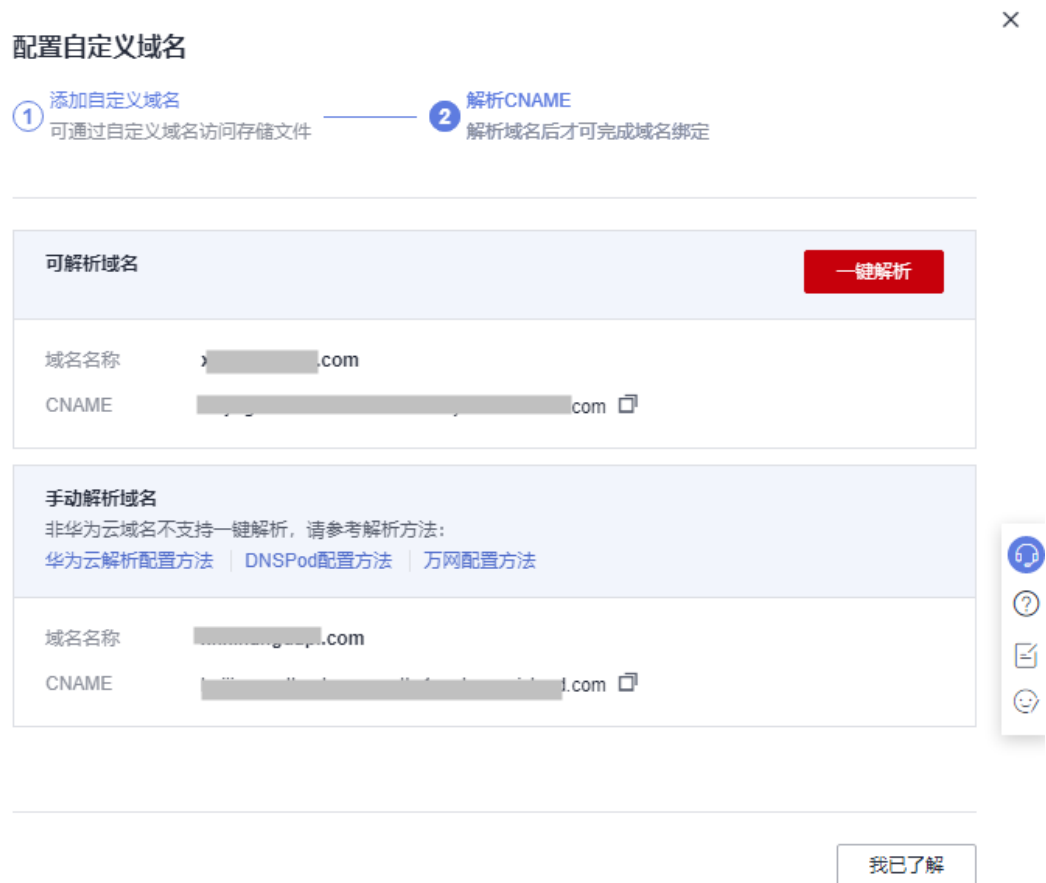 配置自定义域名
1 添加自定义域名
可通过自定义域名访问存储文件
2 解析CNAME
解析域名后才可完成域名绑定
可解析域名
一键解析
域名名称 .com
CNAME com
手动解析域名
非华为云域名不支持一键解析，请参考解析方法：
华为云解析配置方法 DNSPod配置方法 万网配置方法
域名名称 .com
CNAME .com
我已了解